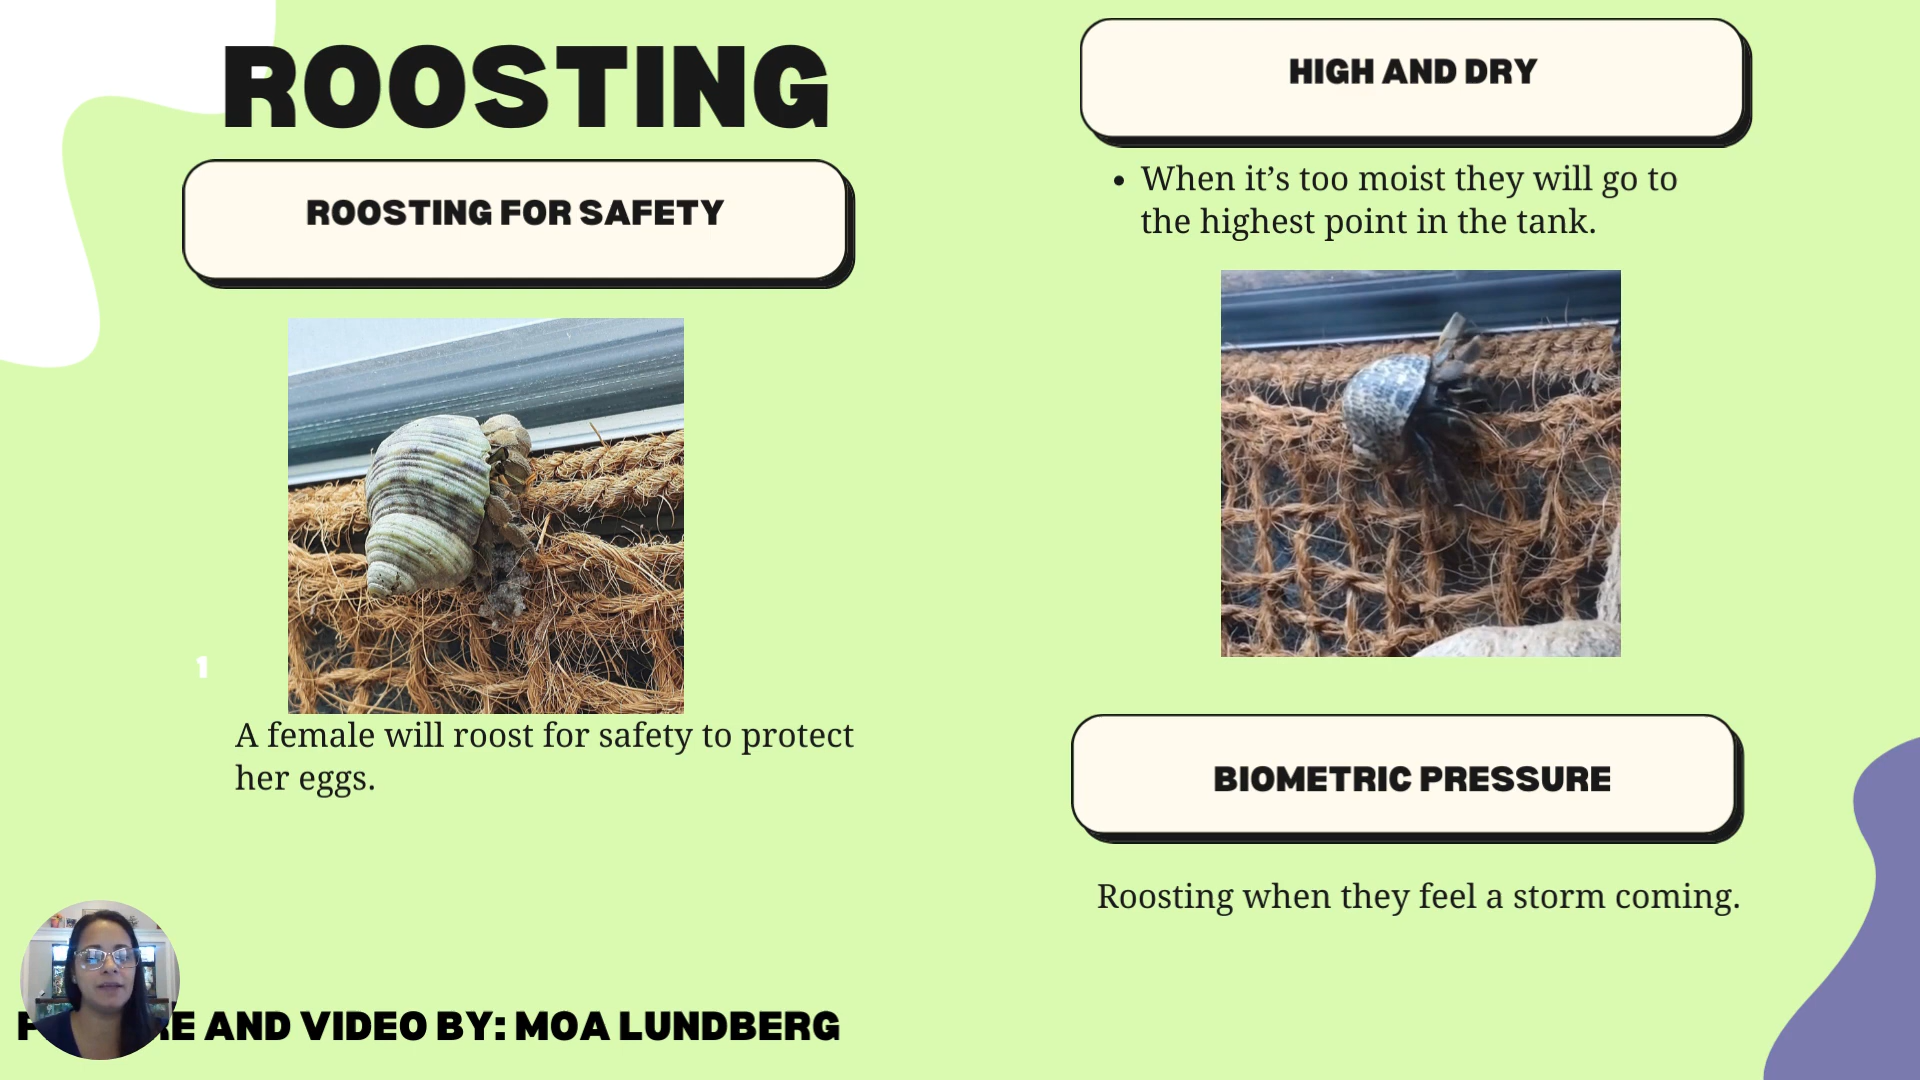 ROOSTING
ROOSTING FOR SAFETY
A female will roost for safety to protect
her eggs.
HIGH AND DRY
• When it’s too moist they will go to
the highest point in the tank.
BIOMETRIC PRESSURE
Roosting when they feel a storm coming.
AND VIDEO BY: MOA LUNDBERG